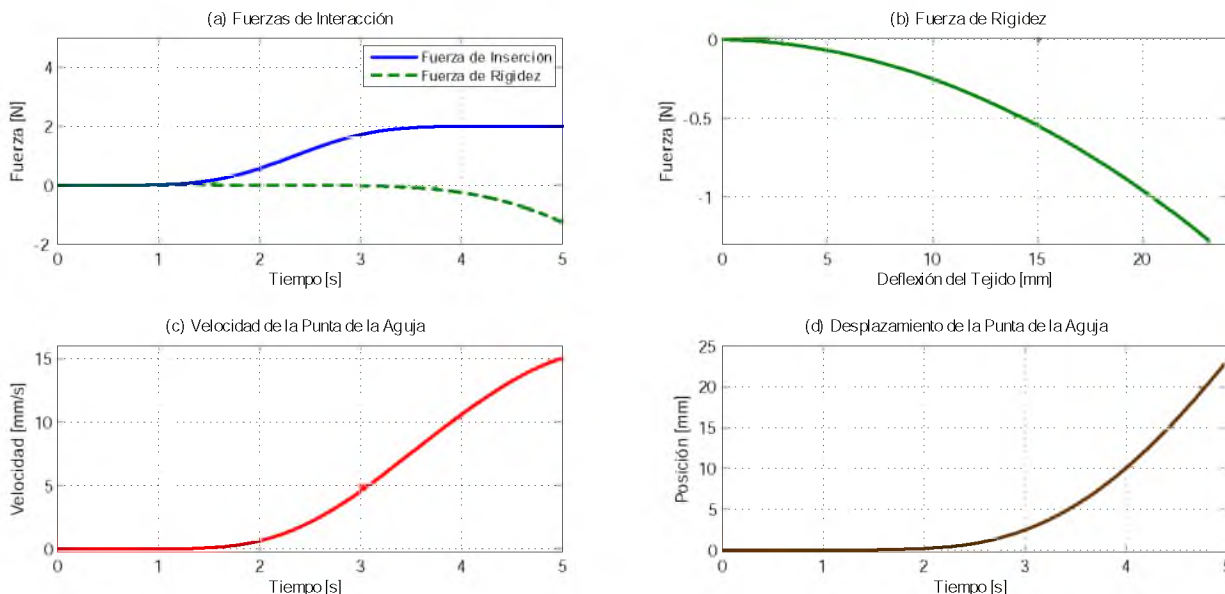 (a) Fuerzas de Interacción
Fuerza [N]
4
2
0
-2
Fuerza de Inserción
Fuerza de Rigidez
0 1 2 3 4 5
Tiempo [s]
(b) Fuerza de Rigidez
Fuerza [N]
0
-0.5
-1
0 5 10 15 20
Deflexión del Tejido [mm]
(c) Velocidad de la Punta de la Aguja
Velocidad [mm/s]
15
10
5
0
0 1 2 3 4 5
Tiempo [s]
(d) Desplazamiento de la Punta de la Aguja
Posición [mm]
25
20
15
10
5
0
0 1 2 3 4 5
Tiempo [s]